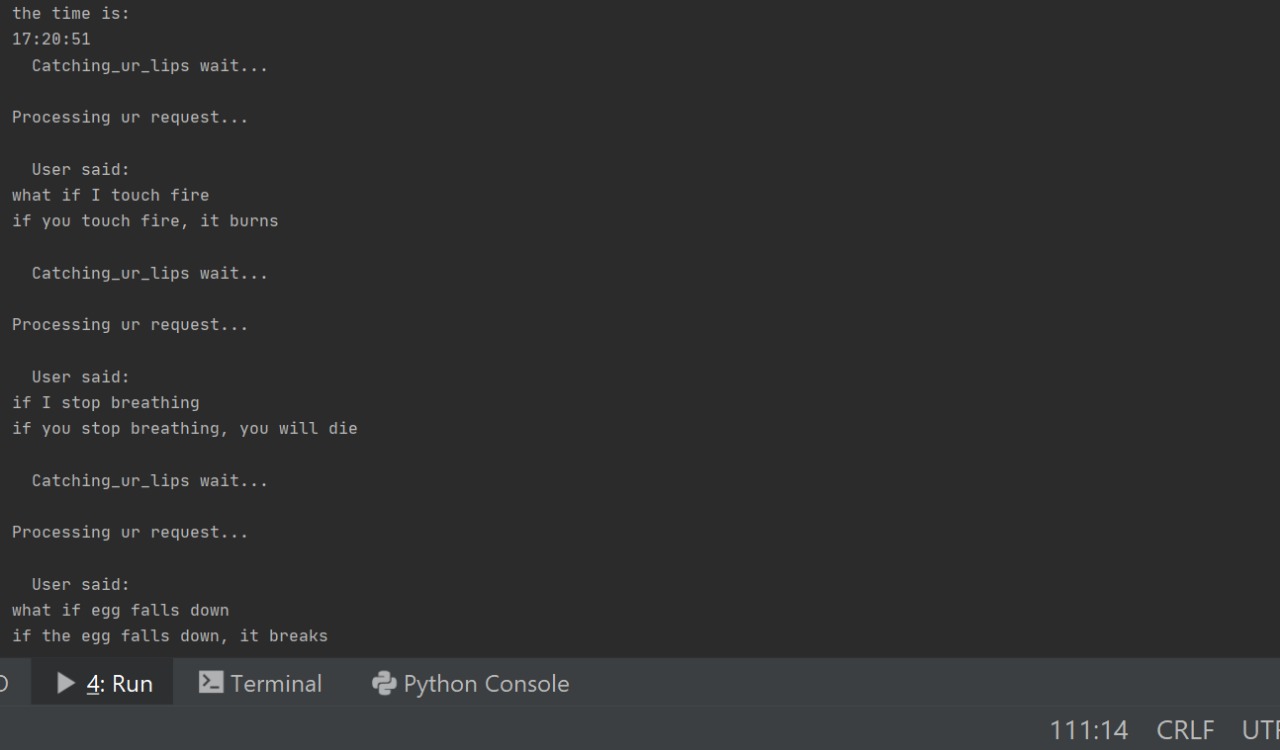 the time is:
17:20:51
Catching_ur_lips wait...
Processing ur request...
User said:
what if I touch fire
if you touch fire, it burns
Catching_ur_lips wait...
Processing ur request...
User said:
if I stop breathing
if you stop breathing, you will die
Catching_ur_lips wait...
Processing ur request...
User said:
what if egg falls down
if the egg falls down, it breaks
4: Run Terminal Python Console
111:14 CRLF